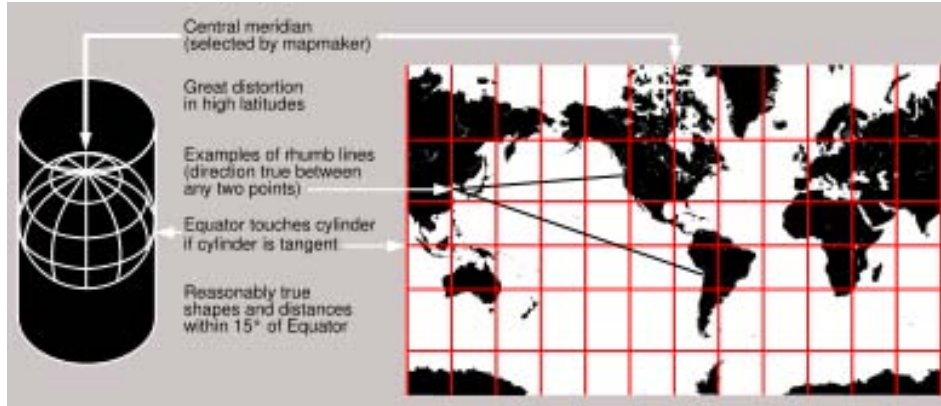 Central meridian
(selected by mapmaker)
Great distortion
in high latitudes
Examples of rhumb lines
(direction true between
any two points)
Equator touches cylinder
if cylinder is tangent
Reasonably true
shapes and distances
within 15° of Equator